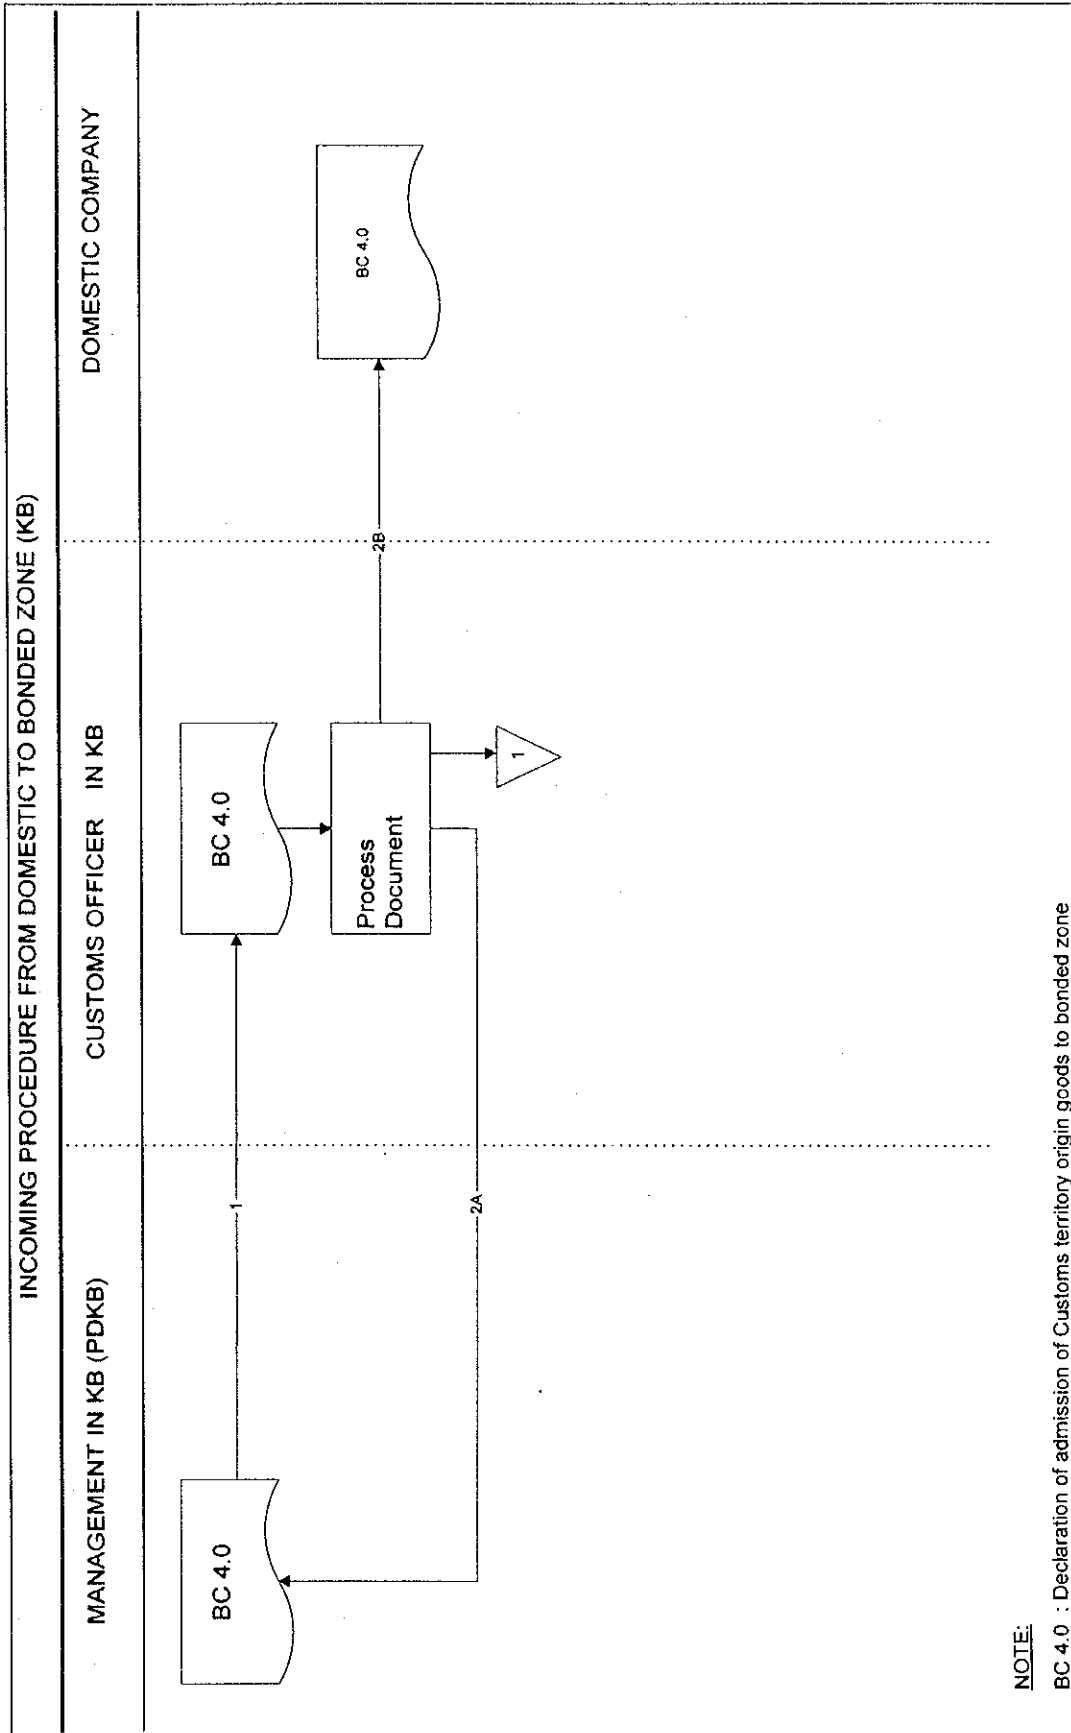 INCOMING PROCEDURE FROM DOMESTIC TO BONDED ZONE (KB)
MANAGEMENT IN KB (PDKB)
CUSTOMS OFFICER IN KB
DOMESTIC COMPANY
BC 4.0
1
BC 4.0
Process
Document
2B
BC 4.0
1
2A
NOTE:
BC 4.0 : Declaration of admission of Customs territory origin goods to bonded zone